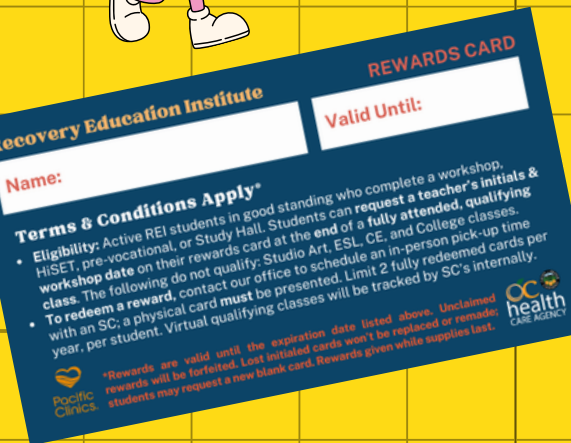 REWARDS CARD
Recovery Education Institute
Name:
Valid Until:
Terms & Conditions Apply*
• Eligibility: Active REI students in good standing who complete a workshop,
HiSET, pre-vocational, or Study Hall. Students can request a teacher's initials &
workshop date on their rewards card at the end of a fully attended, qualifying
class. The following do not qualify: Studio Art, ESL, CE, and College classes.
• To redeem a reward, contact our office to schedule an in-person pick-up time
with an SC; a physical card must be presented. Limit 2 fully redeemed cards per
year, per student. Virtual qualifying classes will be tracked by SC's internally.
*Rewards are valid until the expiration date listed above. Unclaimed
rewards will be forfeited. Lost initialed cards won't be replaced or remade;
students may request a new blank card. Rewards given while supplies last.
Pacific
Clinics.
OC
health
CARE AGENCY